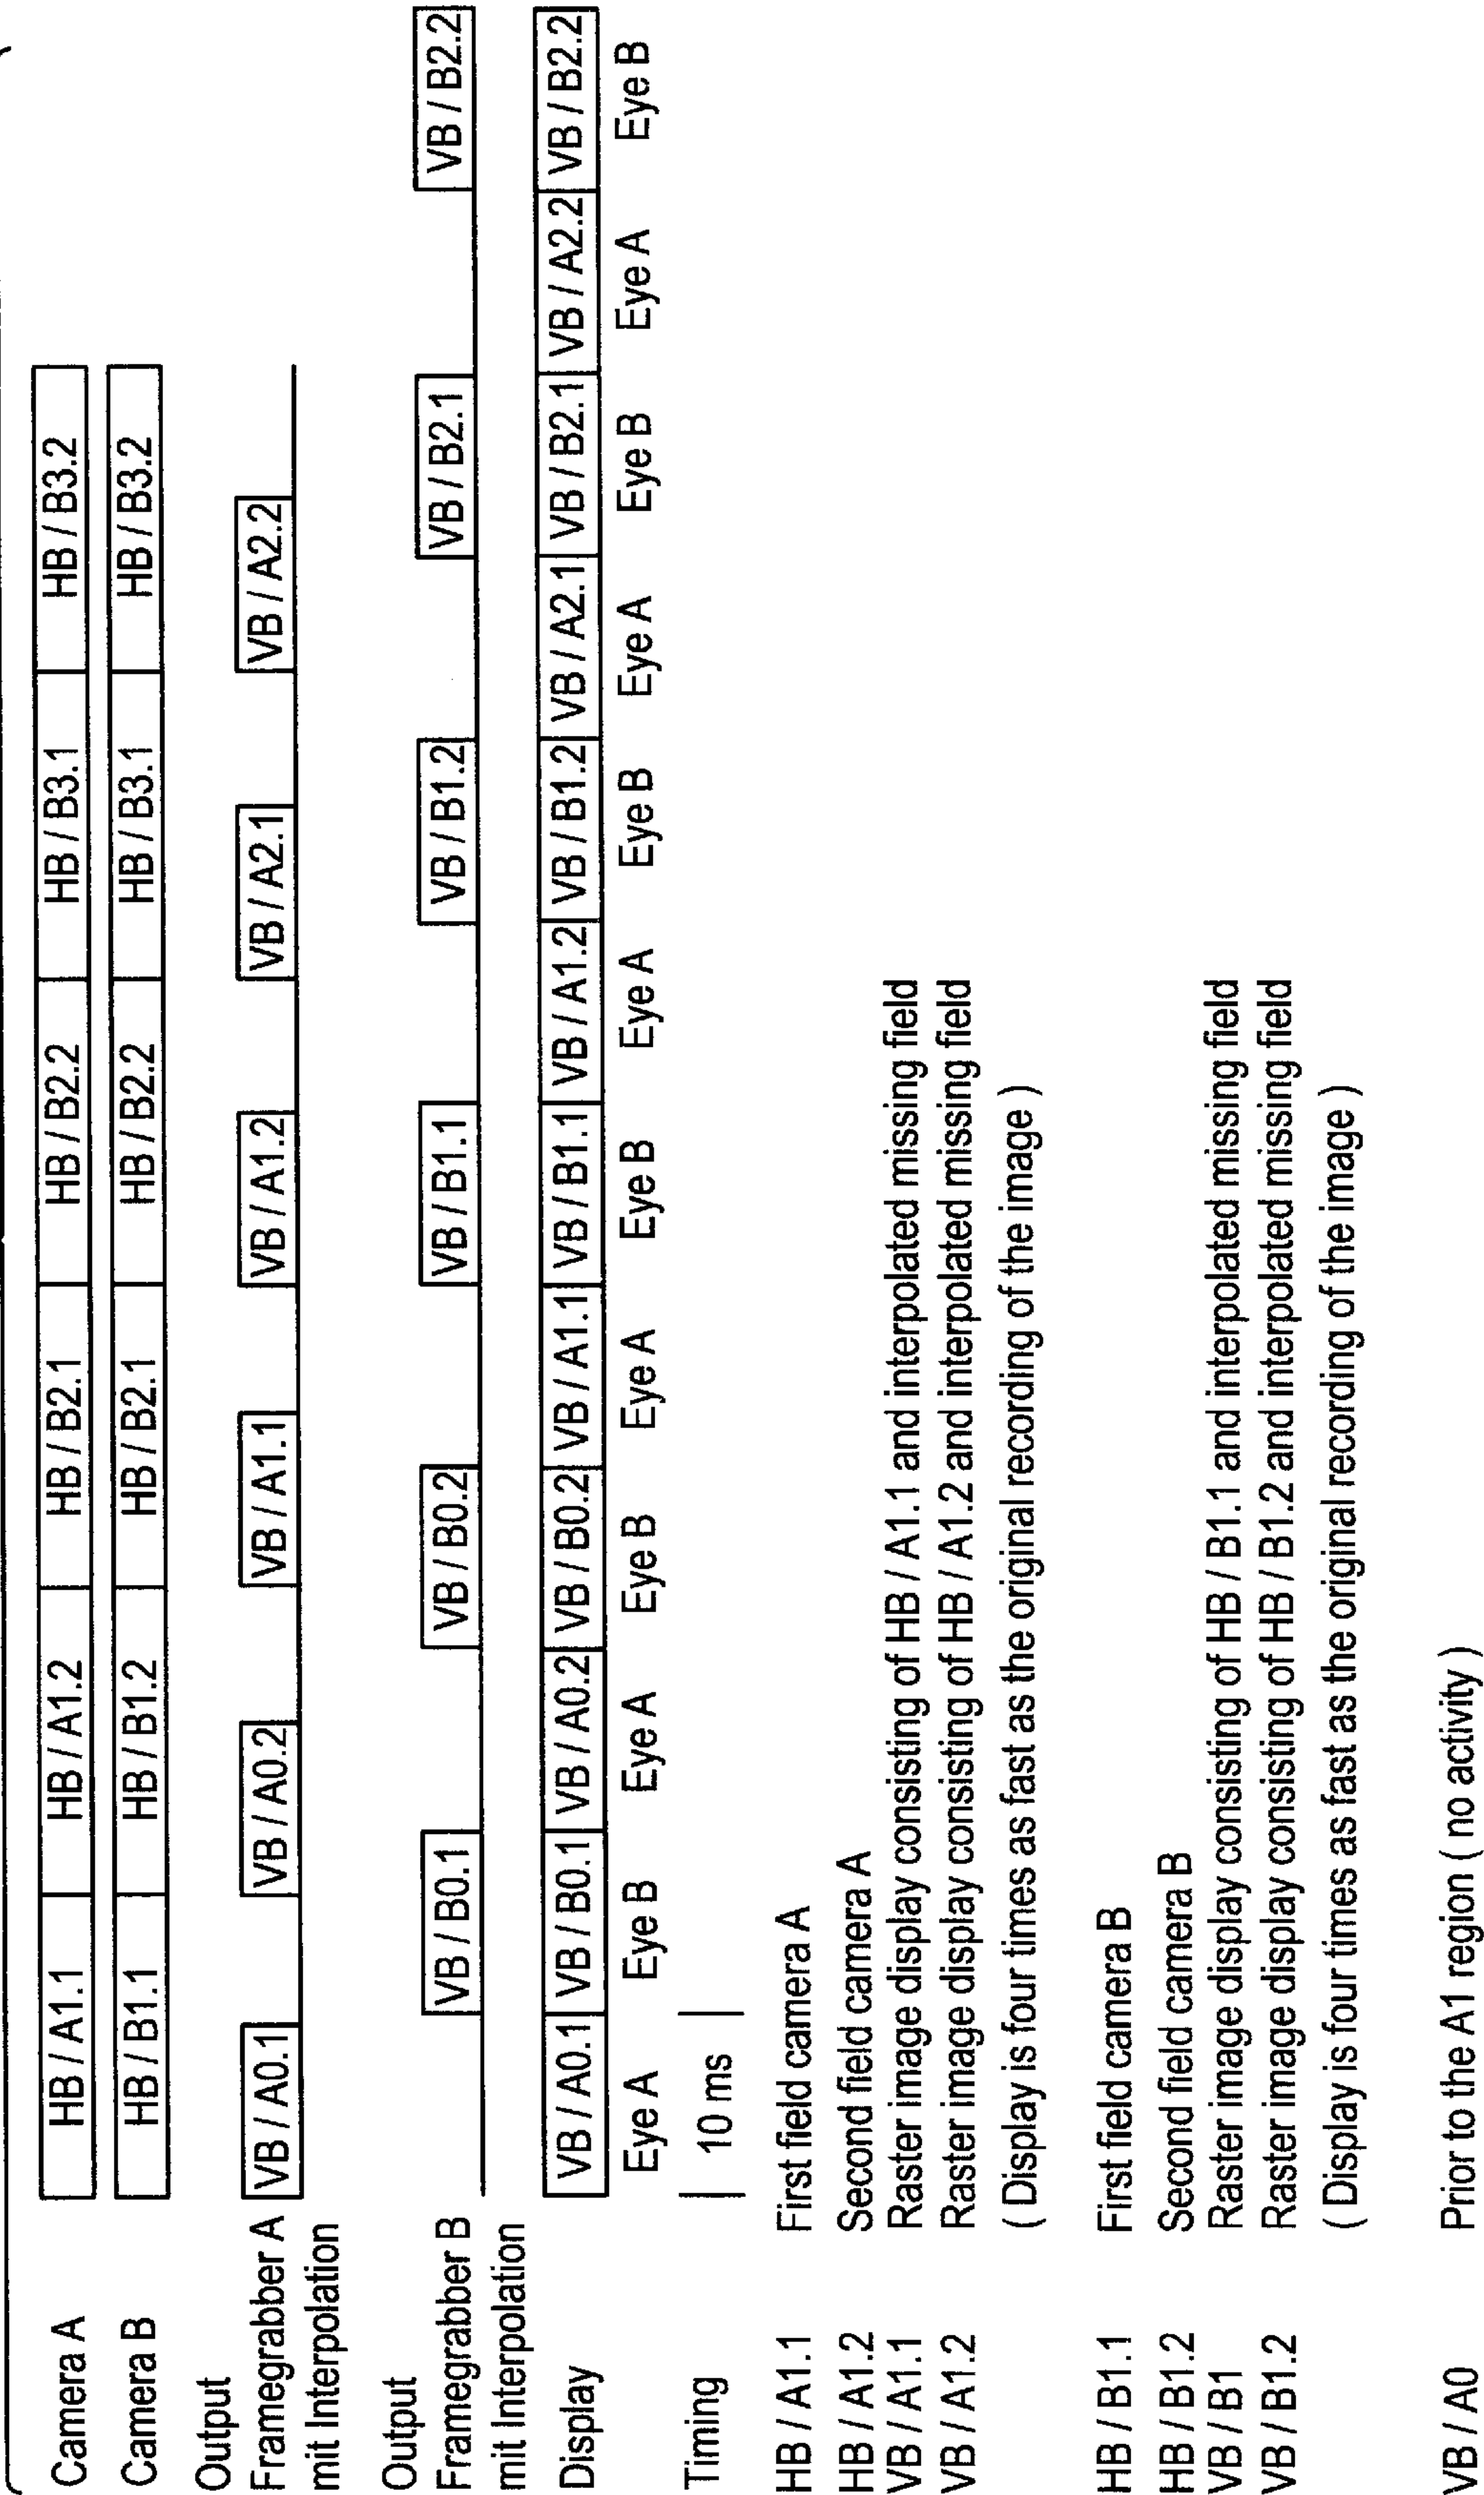 Camera A HB / A1.1 HB / A1.2 HB / B2.1 HB / B2.2 HB / B3.1 HB / B3.2
Camera B HB / B1.1 HB / B1.2 HB / B2.1 HB / B2.2 HB / B3.1 HB / B3.2
Output
Framegrabber A VB / A0.1 VB / A0.2 VB / A1.1 VB / A1.2 VB / A2.1 VB / A2.2
mit Interpolation
Output
Framegrabber B VB / B0.1 VB / B0.2 VB / B1.1 VB / B1.2 VB / B2.1 VB / B2.2
mit Interpolation
Display VB / A0.1 VB / B0.1 VB / A0.2 VB / B0.2 VB / A1.1 VB / B1.1 VB / A1.2 VB / B1.2 VB / A2.1 VB / B2.1 VB / A2.2 VB / B2.2
Eye A Eye B Eye A Eye B Eye A Eye B Eye A Eye B Eye A Eye B Eye A Eye B
Timing | 10 ms |
HB / A1.1 First field camera A
HB / A1.2 Second field camera A
VB / A1.1 Raster image display consisting of HB / A1.1 and interpolated missing field
VB / A1.2 Raster image display consisting of HB / A1.2 and interpolated missing field
( Display is four times as fast as the original recording of the image )
HB / B1.1 First field camera B
HB / B1.2 Second field camera B
VB / B1 Raster image display consisting of HB / B1.1 and interpolated missing field
VB / B1.2 Raster image display consisting of HB / B1.2 and interpolated missing field
( Display is four times as fast as the original recording of the image )
VB / A0 Prior to the A1 region ( no activity )